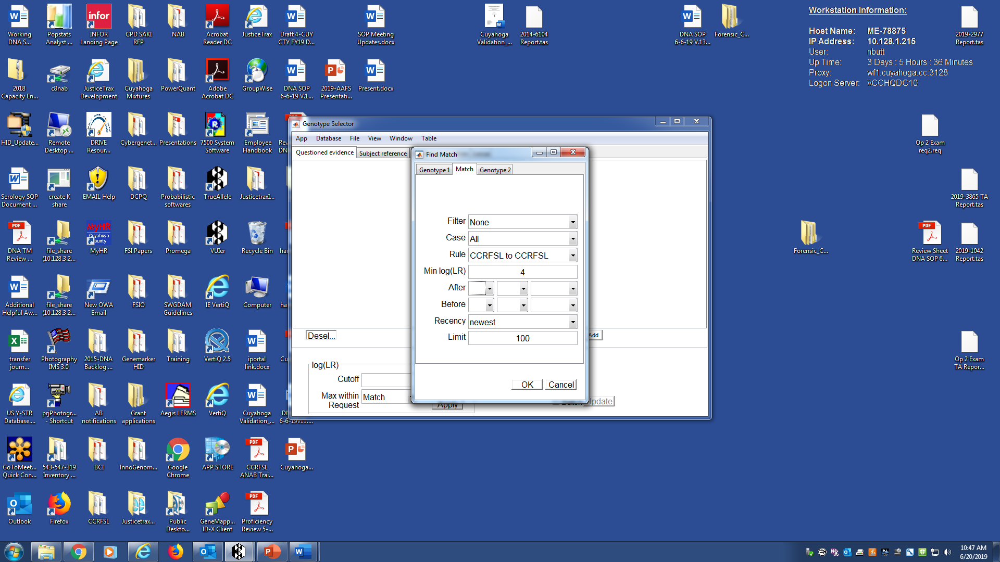 Working
DNA S...
Popstats
Analyst ...
infor
INFOR
Landing Page
CPD SAKI
RFP
NAB
Acrobat
Reader DC
JusticeTrax
Draft 4-CUY
CTY FY19 D...
SOP Meeting
Updates.docx
Cuyahoga
Validation_...
2014-6104
Report.tas
DNA SOP
6-6-19 V.13...
Forensic_C...
Workstation Information:
Host Name: ME-78875
IP Address: 10.128.1.215
User: nbutt
Up Time: 3 Days : 5 Hours : 36 Minutes
Proxy: wf1.cuyahoga.cc:3128
Logon Server: \\CCHQDC10
2019-2977
Report.tas
2018
Capacity En...
c8nab
JusticeTrax
Development
Cuyahoga
Mixtures
PowerQuant
Adobe
Acrobat DC
GroupWise
DNA SOP
6-6-19 V.1...
2019-AAFS
Presentati...
Present.docx
HID_Update...
Remote
Desktop ...
DRIVE
Resour...
Cybergenet...
Presentations
7500 System
Software
Employee
Handbook
Op 2 Exam
req2.req
Serology SOP
Document ...
create K
share
EMAIL Help
DCPQ
Probabilistic
softwares
TrueAllele
JusticetraxI...
2019-3865 TA
Report.tas
PDF
DNA TM
Review ...
file_share
(10.128.3.2...
MyHR
Cuyahoga
County
MyHR
FSI Papers
Promega
VUIer
Recycle Bin
Forensic_C...
PDF
Review Sheet
DNA SOP 6...
2019-1042
Report.tas
Additional
Helpful Aw...
file_share
(10.128.3.2...
New OWA
Email
FSIO
SWGDAM
Guidelines
IE VertiQ
Computer
transfer
journ...
Photography
IMS 3.0
2015-DNA
Backlog ...
Genemarker
HID
Training
VertiQ 2.5
iportal
link.docx
Op 2 Exam
TA Repor...
US Y-STR
Database....
prjPhotogr...
- Shortcut
AB
notifications
Grant
applications
Aegis LERMS
VertiQ
Cuyahoga
Validation_...
6-6-19v11....
GoToMeet...
Quick Con...
543-547-319
Inventory ...
BCI
InnoGenom...
Google
Chrome
APP STORE
PDF
CCRFSL
ANAB Trai...
Cuyahoga...
Outlook
Firefox
CCRFSL
Justicetrax...
Public
Deskto...
GeneMapp...
ID-X Client
PDF
Proficiency
Review 5-...
Genotype Selector
App Database File View Window Table
Questioned evidence Subject reference
Desel...
Add
log(LR)
Cutoff
Max within
Request
Match
Apply
Update
Find Match
Genotype 1 Match Genotype 2
Filter None
Case All
Rule CCRFSL to CCRFSL
Min log(LR) 4
After
Before
Recency newest
Limit 100
OK Cancel
10:47 AM
6/20/2019